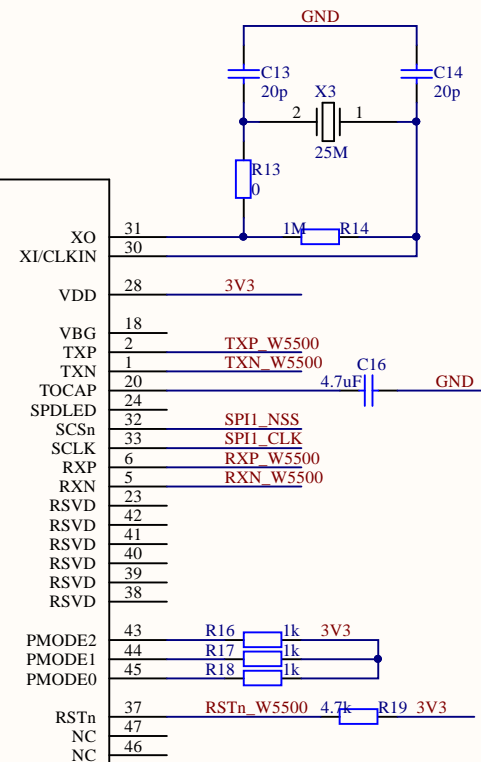 GND
C13
C14
20p
X3
20p
2
1
25M
R13
0
31
1M
R14
XO
30
XI/CLKIN
28
3V3
VDD
18
VBG
2
TXP_W5500
TXP
1
TXN_W5500
TXN
C16
20
4.7uF
GND
TOCAP
24
SPDLED
32
SPI1_NSS
SCSn
33
SPI1_CLK
SCLK
6
RXP_W5500
RXP
5
RXN_W5500
RXN
23
RSVD
42
RSVD
41
RSVD
40
RSVD
39
RSVD
38
RSVD
43
R16
1k
3V3
PMODE2
44
R17
1k
PMODE1
45
R18
1k
PMODE0
37
RSTn_W5500
4.7k
R19
3V3
RSTn
47
NC
46
NC